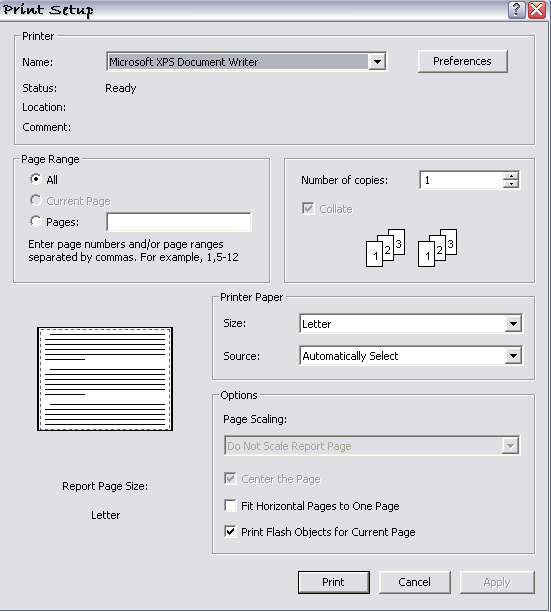 Print Setup
Printer
Name: Microsoft XPS Document Writer Preferences
Status: Ready
Location:
Comment:
Page Range
All
Current Page
Pages:
Enter page numbers and/or page ranges
separated by commas. For example, 1,5-12
Number of copies: 1
Collate
1 2 3 1 2 3
Printer Paper
Size: Letter
Source: Automatically Select
Options
Page Scaling:
Do Not Scale Report Page
Center the Page
Fit Horizontal Pages to One Page
Print Flash Objects for Current Page
Report Page Size:
Letter
Print Cancel Apply